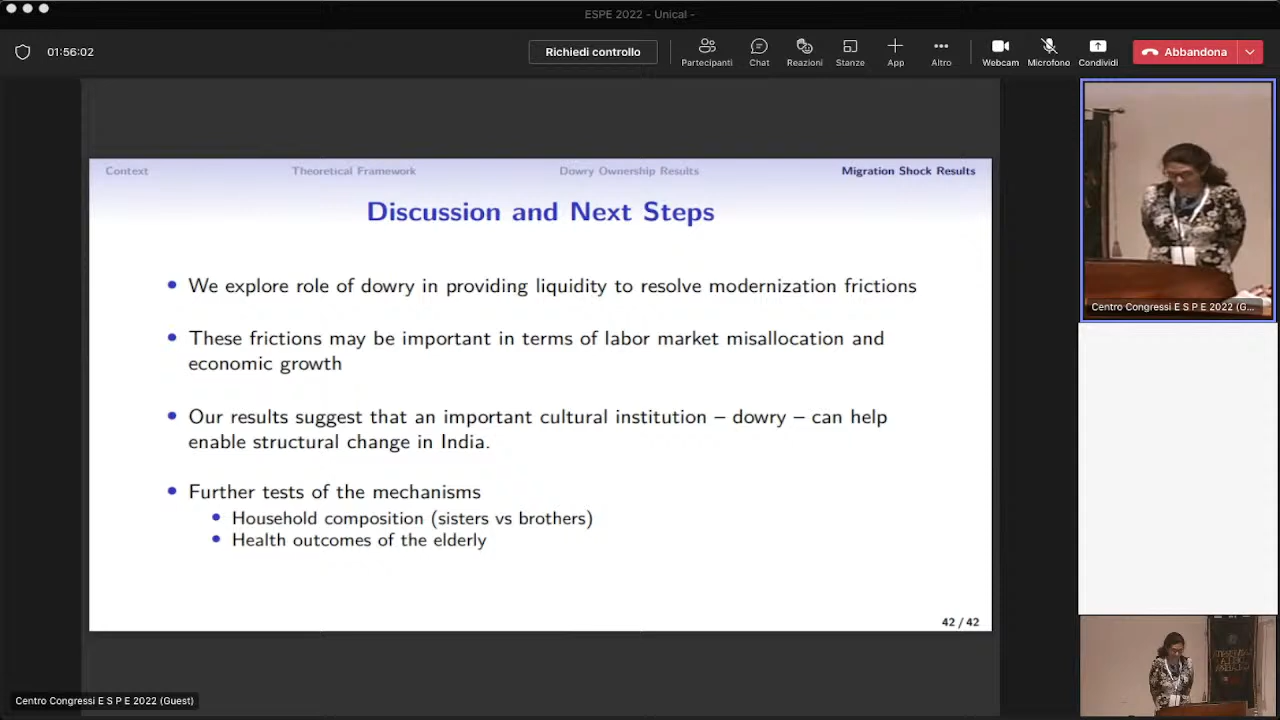 ESPE 2022 - Unical -
01:56:02
Richiedi controllo
Partecipanti
Chat
Reazioni
Stanze
App
Altro
Webcam
Microfono
Condividi
Abbandona
Context
Theoretical Framework
Dowry Ownership Results
Migration Shock Results
Discussion and Next Steps
• We explore role of dowry in providing liquidity to resolve modernization frictions
• These frictions may be important in terms of labor market misallocation and
economic growth
• Our results suggest that an important cultural institution – dowry – can help
enable structural change in India.
• Further tests of the mechanisms
• Household composition (sisters vs brothers)
• Health outcomes of the elderly
42 / 42
Centro Congressi E S P E 2022 (G...
Centro Congressi E S P E 2022 (Guest)